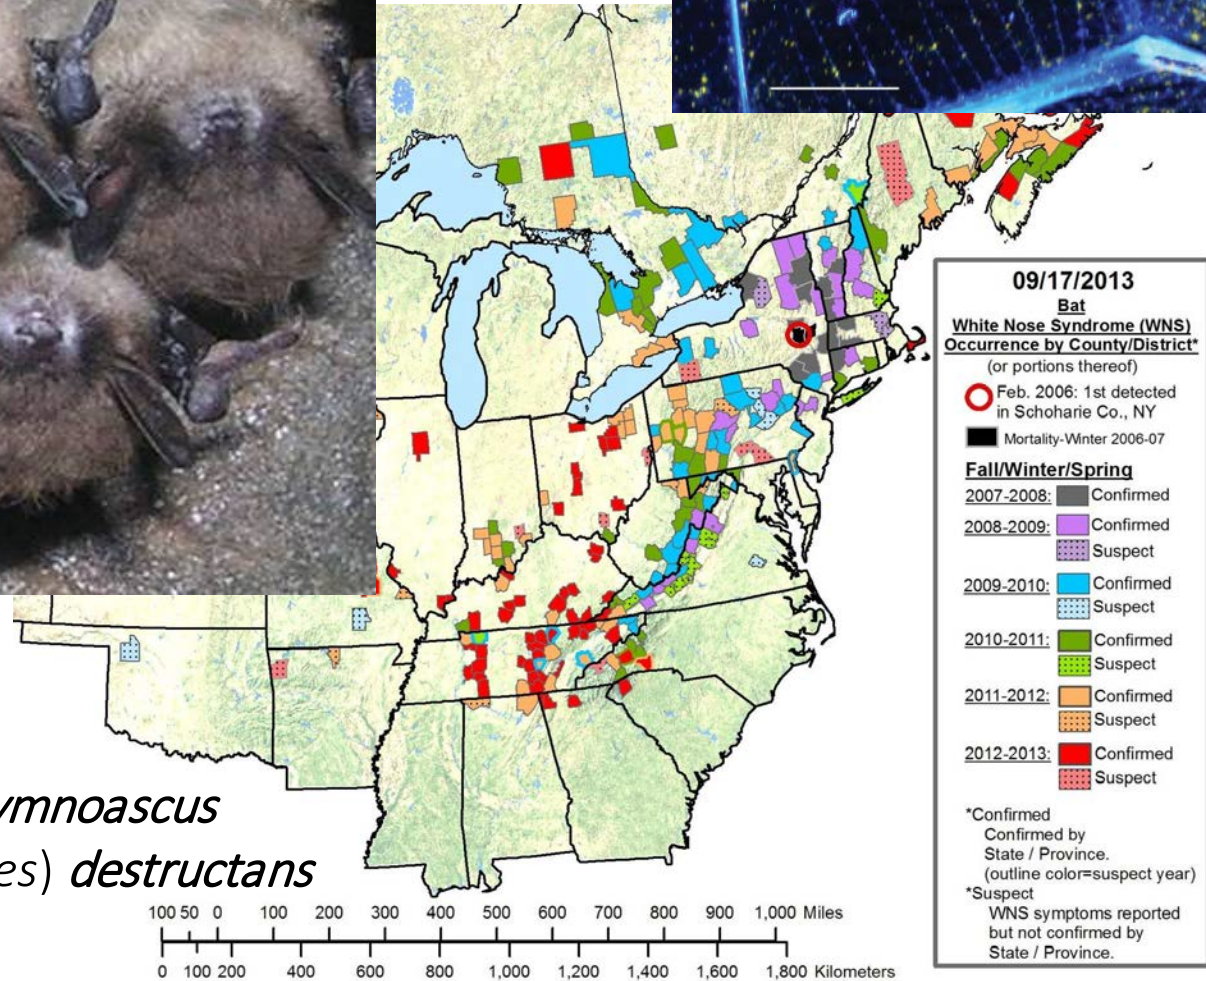 09/17/2013
Bat
White Nose Syndrome (WNS)
Occurrence by County/District*
(or portions thereof)
Feb. 2006: 1st detected
in Schoharie Co., NY
Mortality-Winter 2006-07
Fall/Winter/Spring
2007-2008: Confirmed
2008-2009: Confirmed
Suspect
2009-2010: Confirmed
Suspect
2010-2011: Confirmed
Suspect
2011-2012: Confirmed
Suspect
2012-2013: Confirmed
Suspect
*Confirmed
Confirmed by
State / Province.
(outline color=suspect year)
*Suspect
WNS symptoms reported
but not confirmed by
State / Province.
ymnoascus
es) destructans
100 50 0 100 200 300 400 500 600 700 800 900 1,000 Miles
0 100 200 400 600 800 1,000 1,200 1,400 1,600 1,800 Kilometers